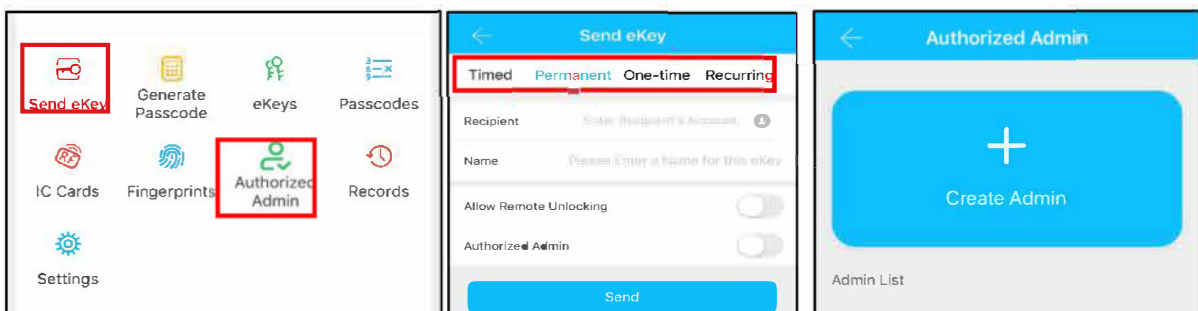 Send eKey
Generate
Passcode
eKeys
Passcodes
IC Cards
Fingerprints
Authorized
Admin
Records
Settings
Send eKey
Timed Permanent One-time Recurring
Recipient Enter Recipient's Account
Name Please Enter a Name for this eKey
Allow Remote Unlocking
Authorized Admin
Send
Authorized Admin
Create Admin
Admin List